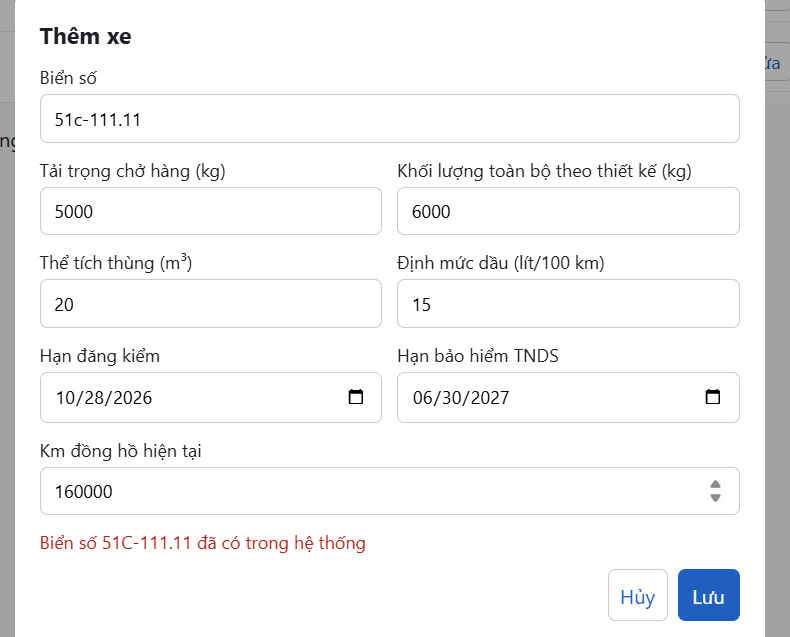 Thêm xe
Biển số
51c-111.11
Tải trọng chở hàng (kg) Khối lượng toàn bộ theo thiết kế (kg)
5000 6000
Thể tích thùng (m³) Định mức dầu (lít/100 km)
20 15
Hạn đăng kiểm Hạn bảo hiểm TNDS
10/28/2026 06/30/2027
Km đồng hồ hiện tại
160000
Biển số 51C-111.11 đã có trong hệ thống
Hủy Lưu